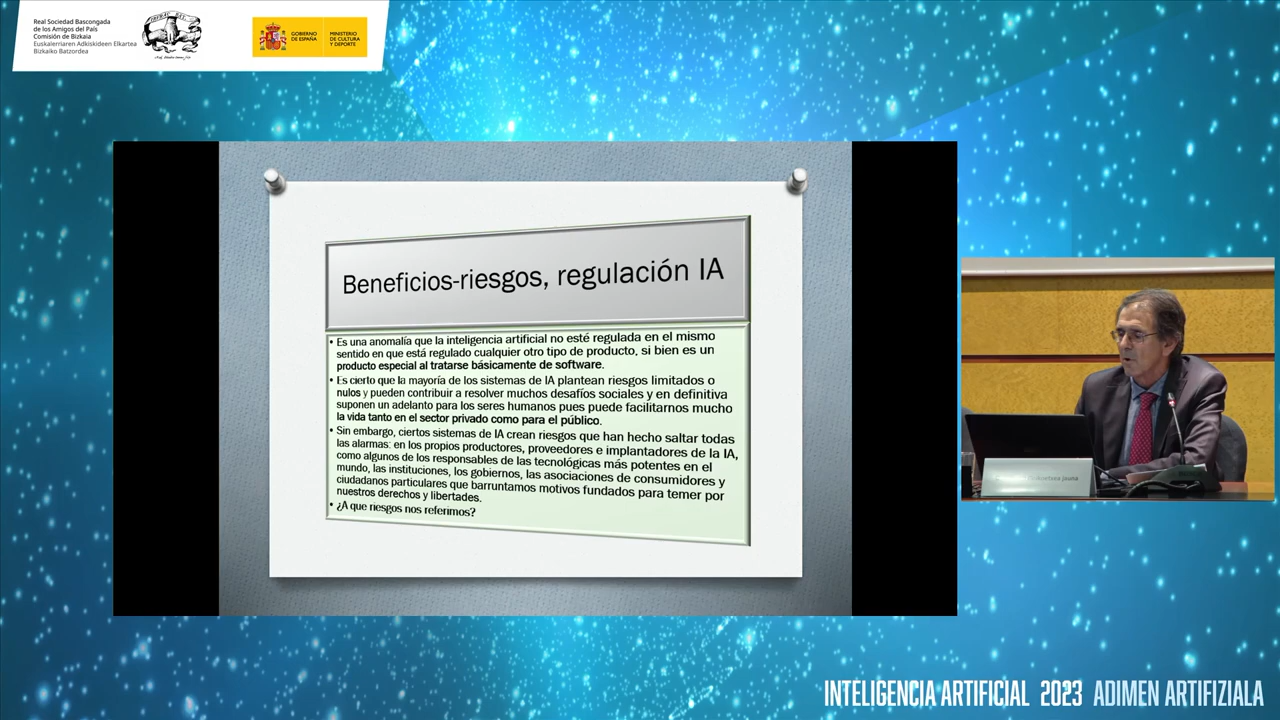 Real Sociedad Bascongada
de los Amigos del País
Comisión de Bizkaia
Euskalerriaren Adkiskideen Elkartea
Bizkaiko Batzordea
GOBIERNO
DE ESPAÑA
MINISTERIO
DE CULTURA
Y DEPORTE
Beneficios-riesgos, regulación IA
• Es una anomalía que la inteligencia artificial no esté regulada en el mismo
sentido en que está regulado cualquier otro tipo de producto, si bien es un
producto especial al tratarse básicamente de software.
• Es cierto que la mayoría de los sistemas de IA plantean riesgos limitados o
nulos y pueden contribuir a resolver muchos desafíos sociales y en definitiva
suponen un adelanto para los seres humanos pues puede facilitarnos mucho
la vida tanto en el sector privado como para el público.
• Sin embargo, ciertos sistemas de IA crean riesgos que han hecho saltar todas
las alarmas: en los propios productores, proveedores e implantadores de la IA,
como algunos de los responsables de las tecnológicas más potentes en el
mundo, las instituciones, los gobiernos, las asociaciones de consumidores y
ciudadanos particulares que barruntamos motivos fundados para temer por
nuestros derechos y libertades.
• ¿A que riesgos nos referimos?
jauna
INTELIGENCIA ARTIFICIAL 2023 ADIMEN ARTIFIZIALA